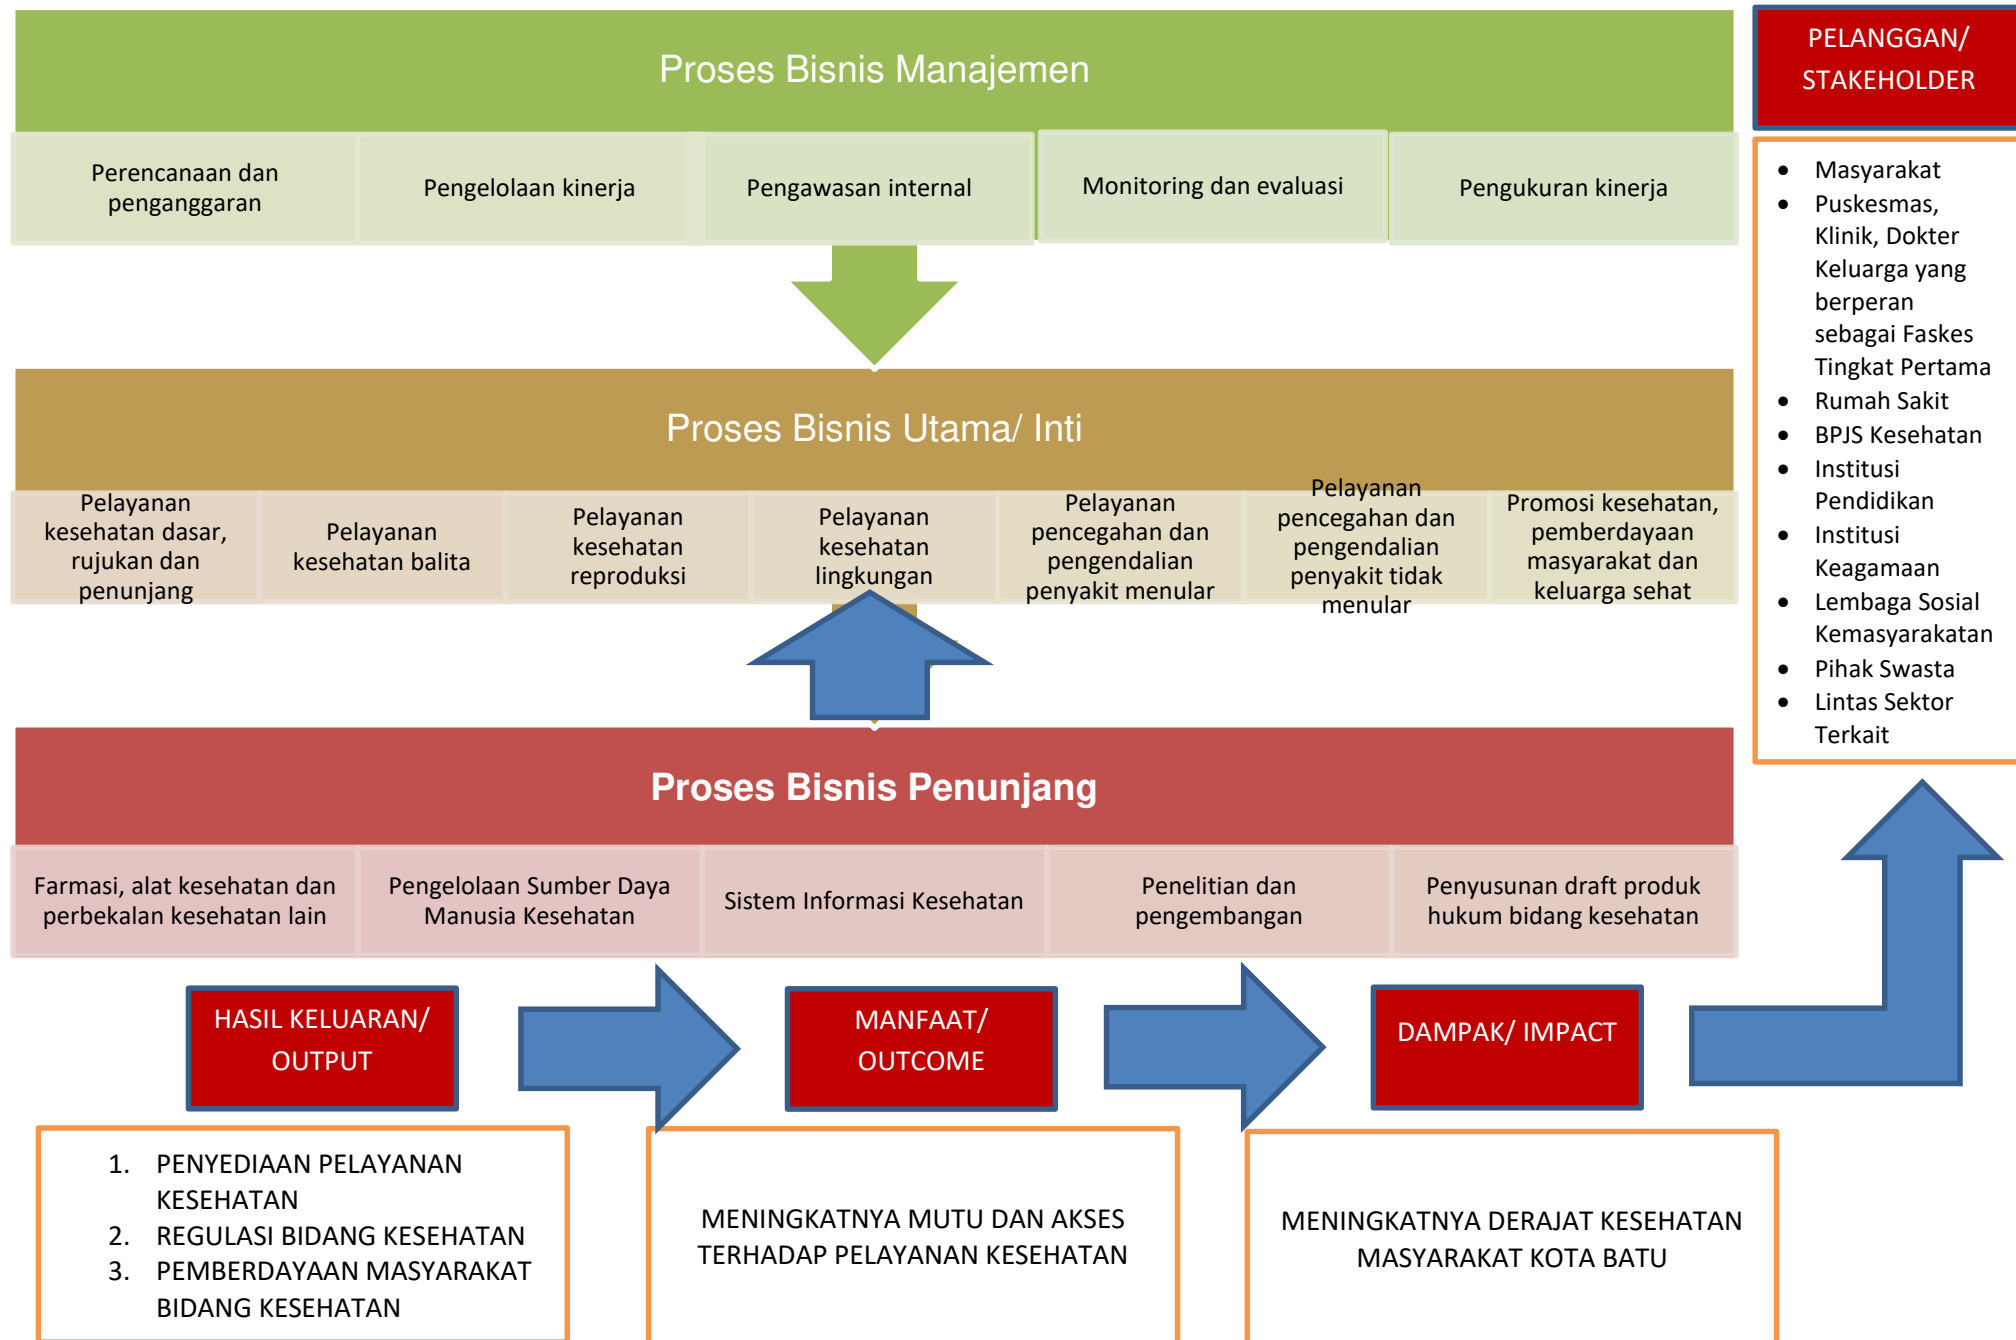 Proses Bisnis Manajemen
Perencanaan dan
penganggaran
Pengelolaan kinerja
Pengawasan internal
Monitoring dan evaluasi
Pengukuran kinerja
Proses Bisnis Utama/ Inti
Pelayanan
kesehatan dasar,
rujukan dan
penunjang
Pelayanan
kesehatan balita
Pelayanan
kesehatan
reproduksi
Pelayanan
kesehatan
lingkungan
Pelayanan
pencegahan dan
pengendalian
penyakit menular
Pelayanan
pencegahan dan
pengendalian
penyakit tidak
menular
Promosi kesehatan,
pemberdayaan
masyarakat dan
keluarga sehat
Proses Bisnis Penunjang
Farmasi, alat kesehatan dan
perbekalan kesehatan lain
Pengelolaan Sumber Daya
Manusia Kesehatan
Sistem Informasi Kesehatan
Penelitian dan
pengembangan
Penyusunan draft produk
hukum bidang kesehatan
HASIL KELUARAN/
OUTPUT
MANFAAT/
OUTCOME
DAMPAK/ IMPACT
1. PENYEDIAAN PELAYANAN
KESEHATAN
2. REGULASI BIDANG KESEHATAN
3. PEMBERDAYAAN MASYARAKAT
BIDANG KESEHATAN
MENINGKATNYA MUTU DAN AKSES
TERHADAP PELAYANAN KESEHATAN
MENINGKATNYA DERAJAT KESEHATAN
MASYARAKAT KOTA BATU
PELANGGAN/
STAKEHOLDER
• Masyarakat
• Puskesmas,
Klinik, Dokter
Keluarga yang
berperan
sebagai Faskes
Tingkat Pertama
• Rumah Sakit
• BPJS Kesehatan
• Institusi
Pendidikan
• Institusi
Keagamaan
• Lembaga Sosial
Kemasyarakatan
• Pihak Swasta
• Lintas Sektor
Terkait